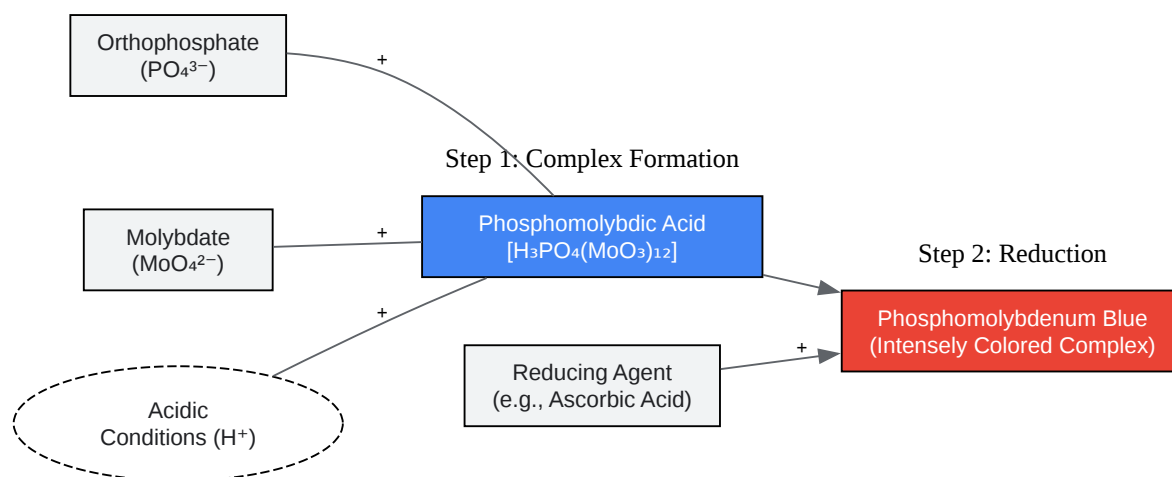 Orthophosphate
(PO₄³⁻)
+
Step 1: Complex Formation
Phosphomolybdic Acid
[H₃PO₄(MoO₃)₁₂]
Molybdate
(MoO₄²⁻)
+
Step 2: Reduction
+
Phosphomolybdenum Blue
(Intensely Colored Complex)
Reducing Agent
(e.g., Ascorbic Acid)
+
Acidic
Conditions (H⁺)